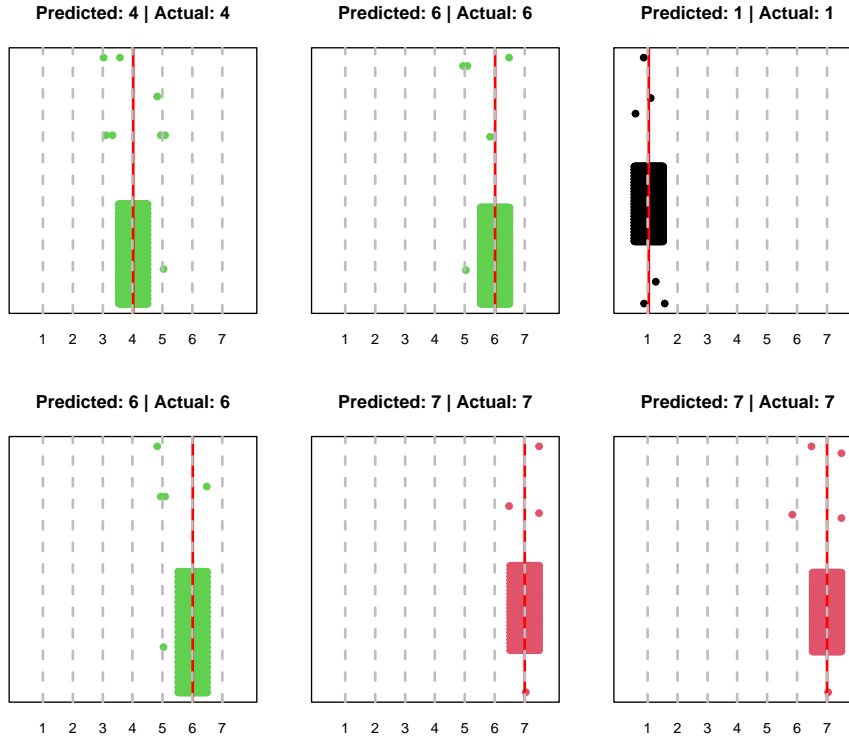 Predicted: 4 | Actual: 4
Predicted: 6 | Actual: 6
Predicted: 1 | Actual: 1
1 2 3 4 5 6 7
1 2 3 4 5 6 7
1 2 3 4 5 6 7
Predicted: 6 | Actual: 6
Predicted: 7 | Actual: 7
Predicted: 7 | Actual: 7
1 2 3 4 5 6 7
1 2 3 4 5 6 7
1 2 3 4 5 6 7